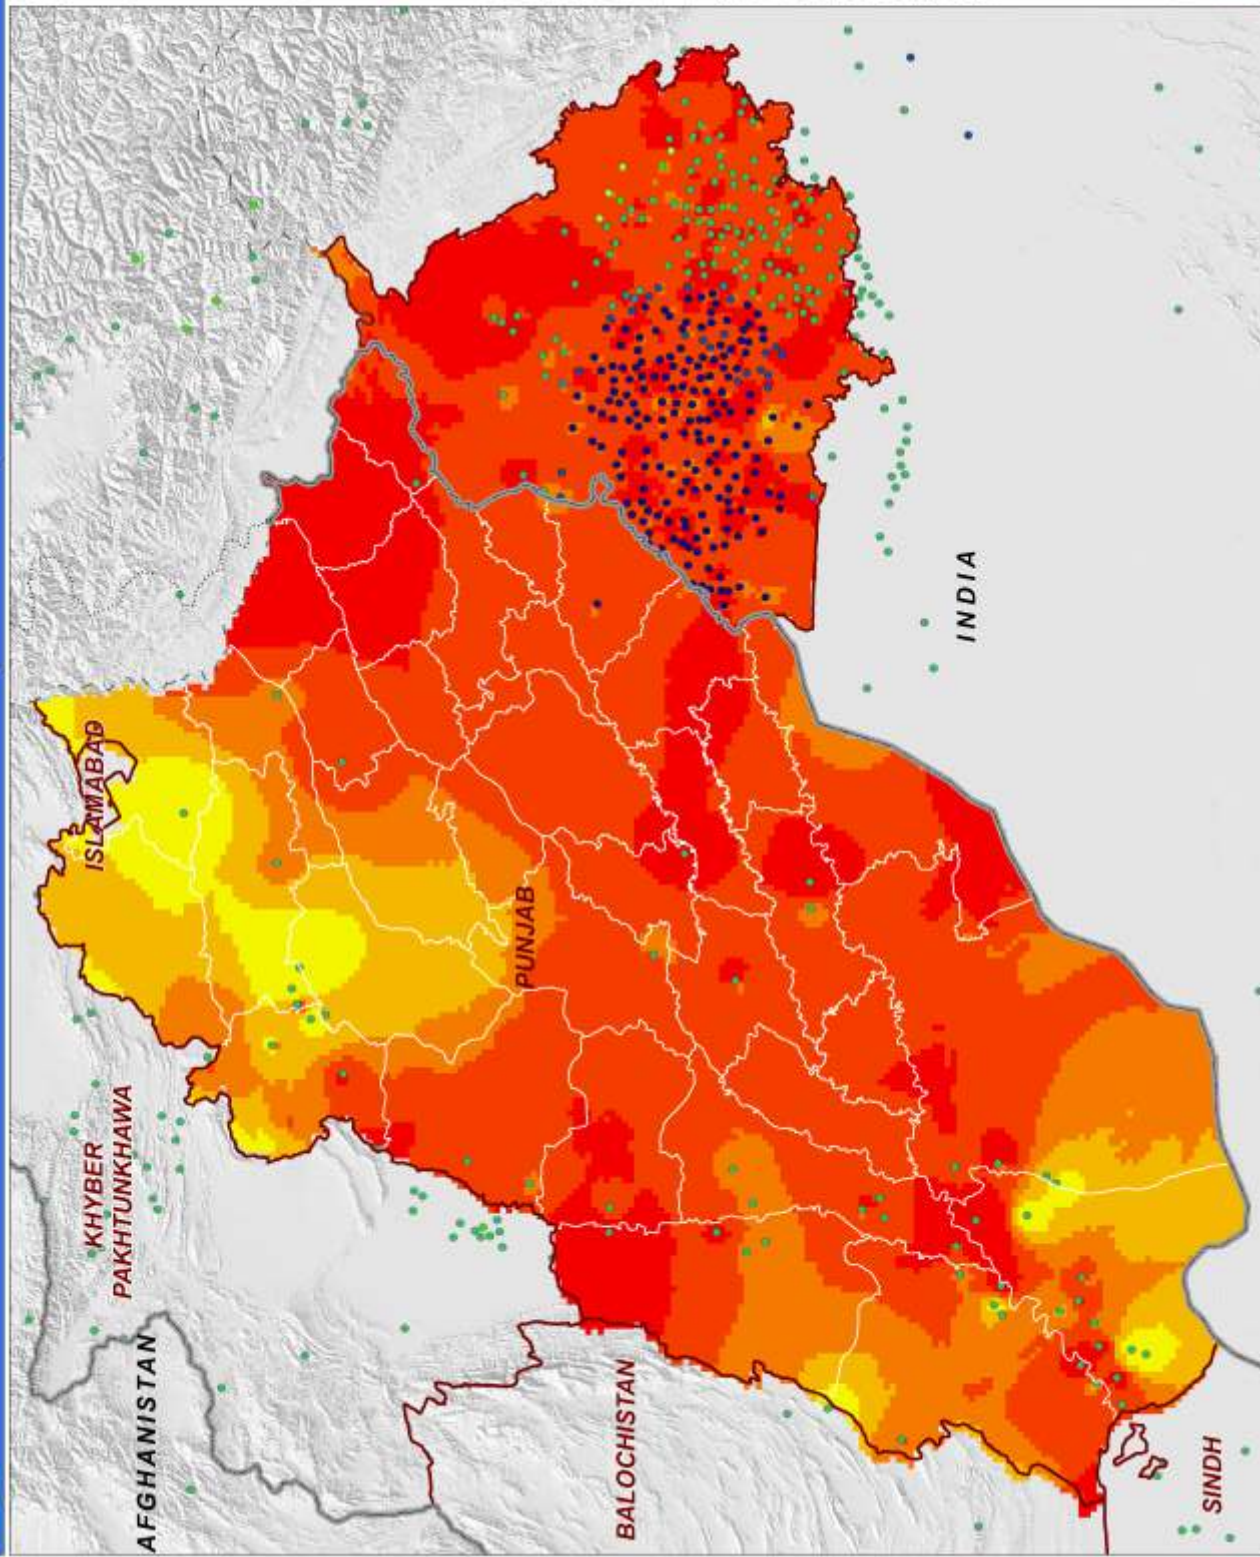 KHYBER
PAKHTUNKHAWA
AFGHANISTAN
ISLAMABAD
PUNJAB
BALOCHISTAN
SINDH
INDIA